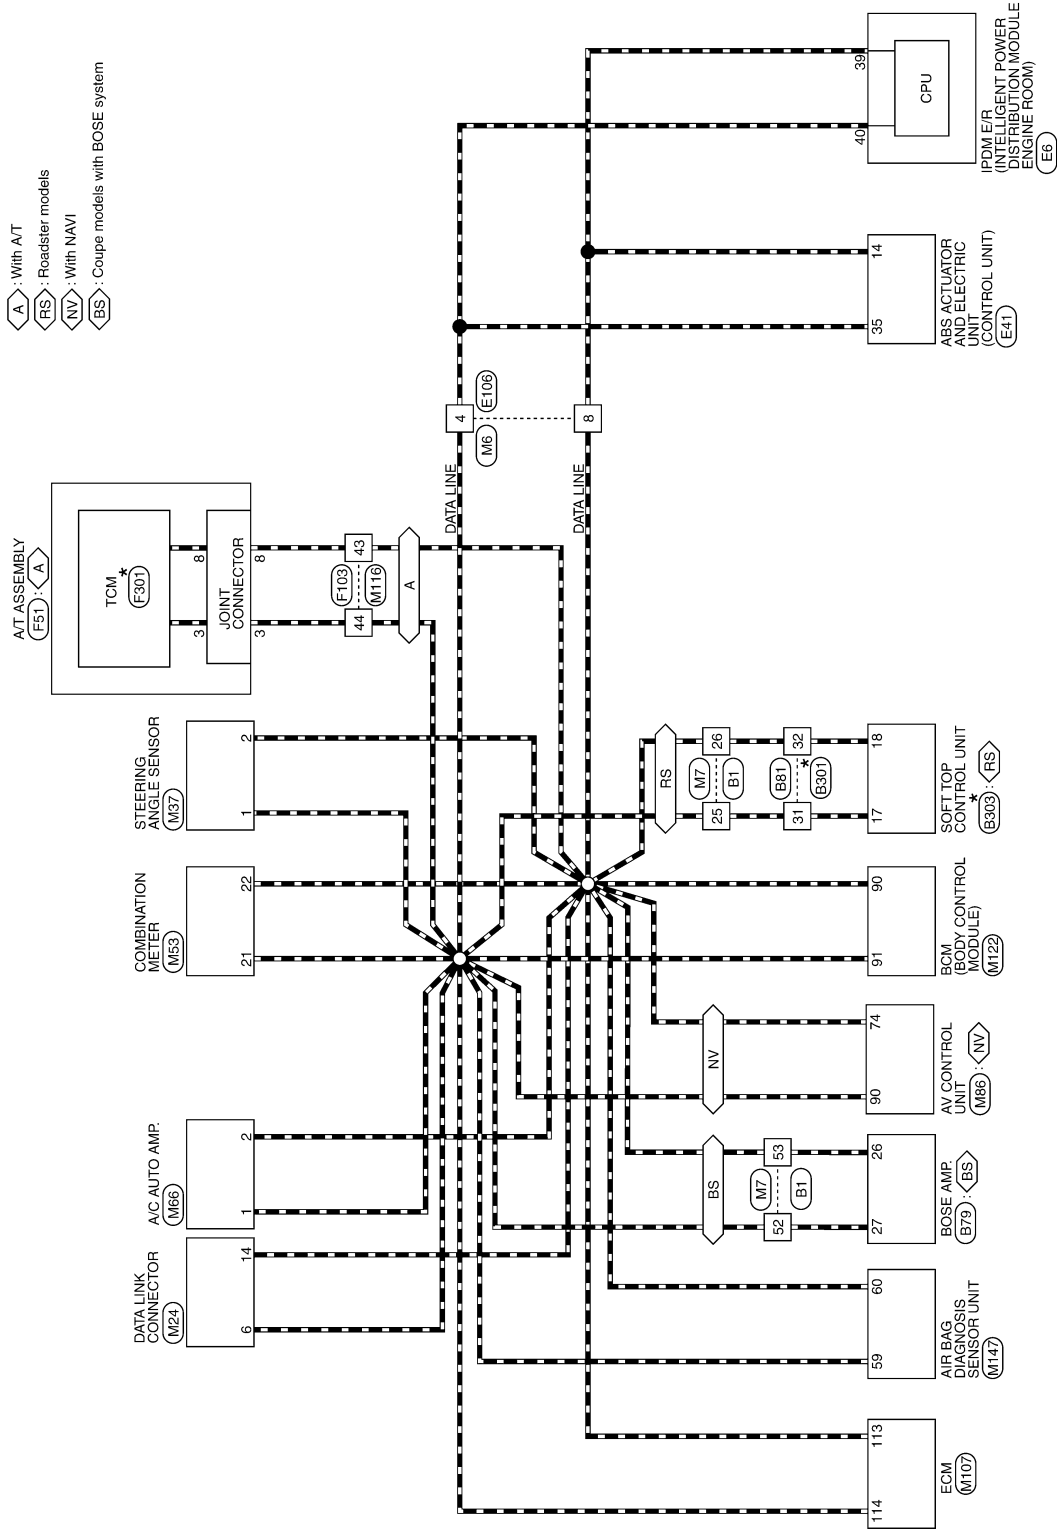 A : With A/T
RS : Roadster models
NV : With NAVI
BS : Coupe models with BOSE system
DATA LINK
CONNECTOR
M24
6
14
A/C AUTO AMP.
M66
1
2
COMBINATION
METER
M53
21
22
STEERING
ANGLE SENSOR
M37
1
2
A/T ASSEMBLY
F51 : A
TCM
*
F301
3
8
JOINT
CONNECTOR
3
8
44
F103
M116
43
A
DATA LINE
4
M6
E106
DATA LINE
8
ECM
M107
114
113
AIR BAG
DIAGNOSIS
SENSOR UNIT
M147
59
60
BS
52
M7
B1
53
27
26
BOSE AMP.
B79 : BS
NV
90
74
AV CONTROL
UNIT
M86 : NV
91
90
BCM
(BODY CONTROL
MODULE)
M122
RS
25
M7
B1
26
31
B81
*
B301
32
17
18
SOFT TOP
CONTROL UNIT
*
B303 : RS
35
14
ABS ACTUATOR
AND ELECTRIC
UNIT
(CONTROL UNIT)
E41
40
39
CPU
IPDM E/R
(INTELLIGENT POWER
DISTRIBUTION MODULE
ENGINE ROOM)
E6